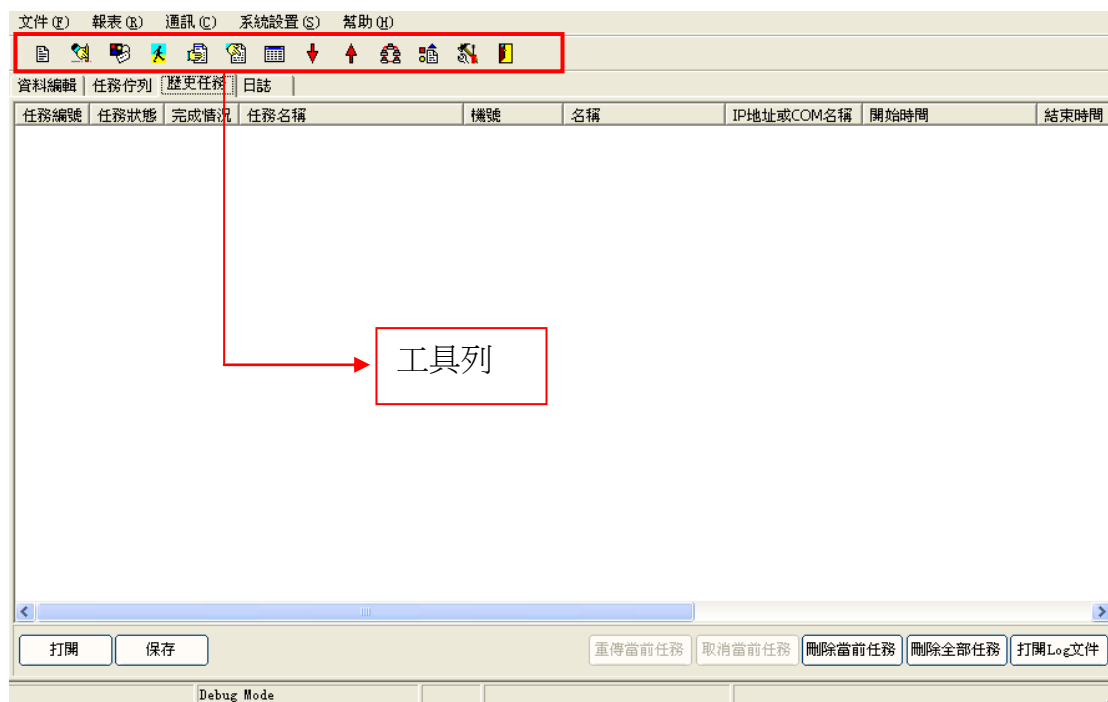 文件(F) 報表(R) 通訊(C) 系統設置(S) 幫助(H)
資料編輯 任務佇列 歷史任務 日誌
任務編號 任務狀態 完成情況 任務名稱 機號 名稱 IP地址或COM名稱 開始時間 結束時間
工具列
打開 保存 重傳當前任務 取消當前任務 刪除當前任務 刪除全部任務 打開Log文件
Debug Mode